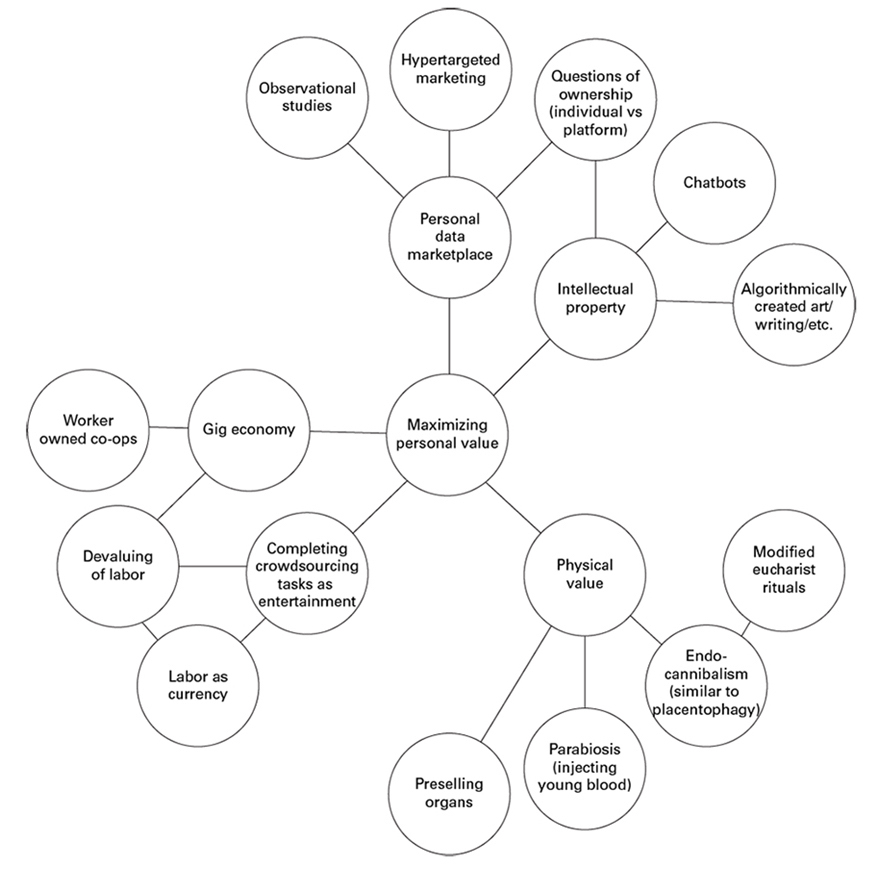 Hypertargeted
marketing
Observational
studies
Questions of
ownership
(individual vs
platform)
Chatbots
Personal
data
marketplace
Intellectual
property
Algorithmically
created art/
writing/etc.
Worker
owned co-ops
Gig economy
Maximizing
personal value
Devaluing
of labor
Completing
crowdsourcing
tasks as
entertainment
Physical
value
Modified
eucharist
rituals
Labor as
currency
Endo-
cannibalism
(similar to
placentophagy)
Preselling
organs
Parabiosis
(injecting
young blood)